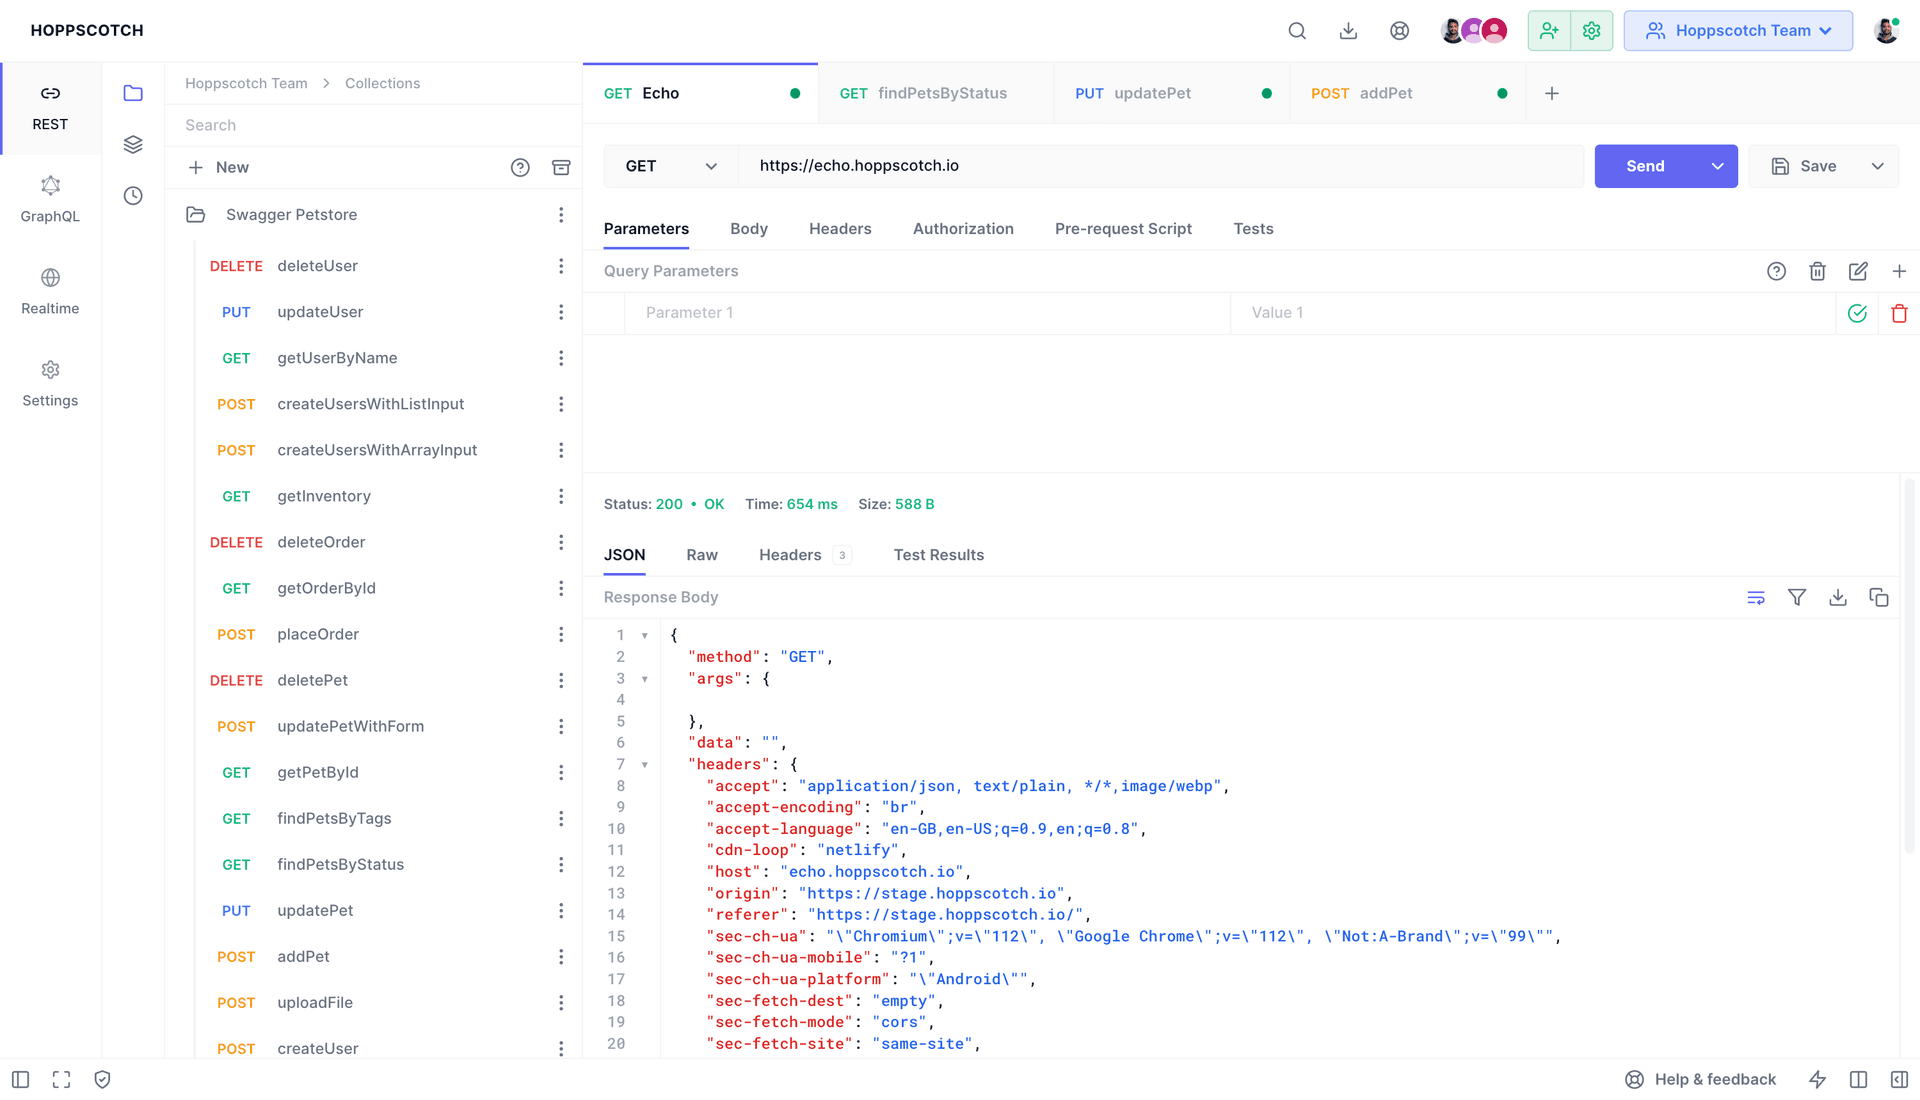 HOPPSCOTCH
Hoppscotch Team
REST
GraphQL
Realtime
Settings
Hoppscotch Team > Collections
Search
New
Swagger Petstore
DELETE deleteUser
PUT updateUser
GET getUserByName
POST createUsersWithListInput
POST createUsersWithArrayInput
GET getInventory
DELETE deleteOrder
GET getOrderById
POST placeOrder
DELETE deletePet
POST updatePetWithForm
GET getPetById
GET findPetsByTags
GET findPetsByStatus
PUT updatePet
POST addPet
POST uploadFile
POST createUser
GET Echo
GET findPetsByStatus
PUT updatePet
POST addPet
GET https://echo.hoppscotch.io
Send
Save
Parameters Body Headers Authorization Pre-request Script Tests
Query Parameters
Parameter 1 Value 1
Status: 200 • OK Time: 654 ms Size: 588 B
JSON Raw Headers 3 Test Results
Response Body
1 {
2 "method": "GET",
3 "args": {
4
5 },
6 "data": "",
7 "headers": {
8 "accept": "application/json, text/plain, */*,image/webp",
9 "accept-encoding": "br",
10 "accept-language": "en-GB,en-US;q=0.9,en;q=0.8",
11 "cdn-loop": "netlify",
12 "host": "echo.hoppscotch.io",
13 "origin": "https://stage.hoppscotch.io",
14 "referer": "https://stage.hoppscotch.io/",
15 "sec-ch-ua": "\"Chromium\";v=\"112\", \"Google Chrome\";v=\"112\", \"Not:A-Brand\";v=\"99\"",
16 "sec-ch-ua-mobile": "?1",
17 "sec-ch-ua-platform": "\"Android\"",
18 "sec-fetch-dest": "empty",
19 "sec-fetch-mode": "cors",
20 "sec-fetch-site": "same-site",
Help & feedback